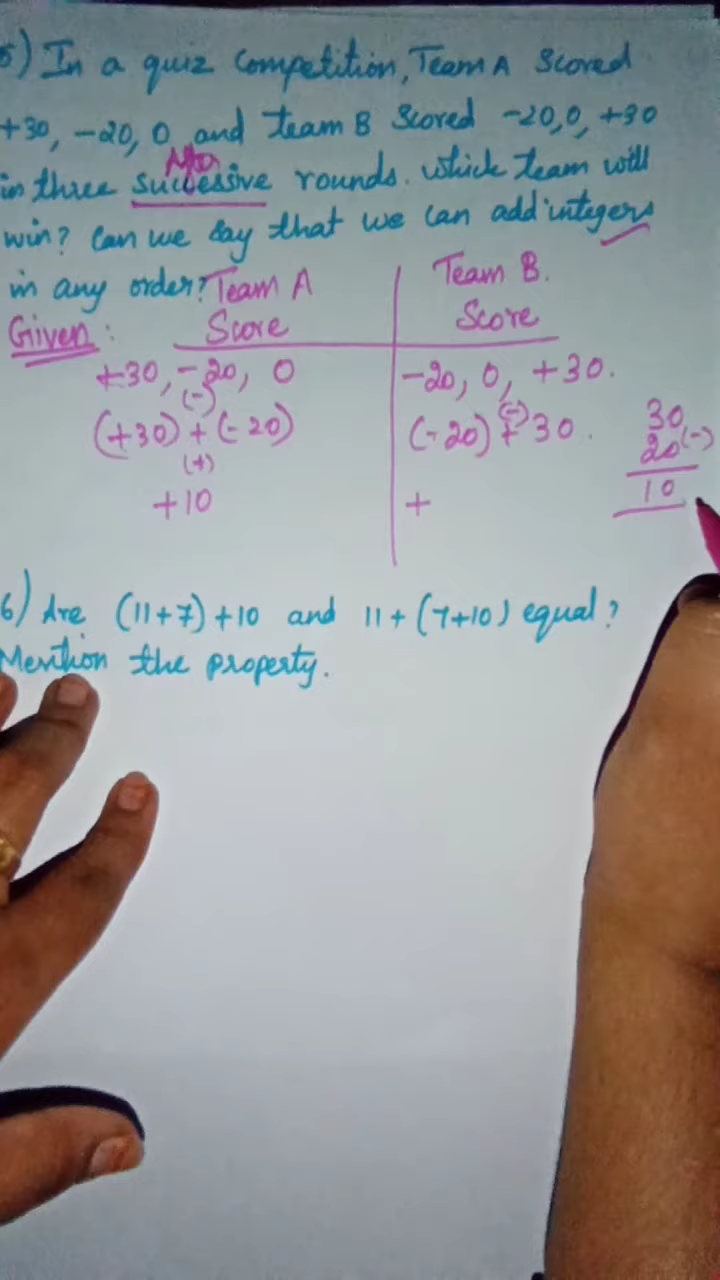 5) In a quiz Competition, Team A Scored
+30, -20, 0 and team B Scored -20,0, +30
in three successive rounds. which team will
win? Can we say that we can add integers
in any order?
Team A Team B.
Given: Score Score
+30, -20, 0 -20, 0, +30.
(-)
(+30) + (-20) (-20) + 30.
(-)
(+)
+10 +
30
20(-)
10
6) Are (11+7)+10 and 11+(7+10) equal?
Mention the property.